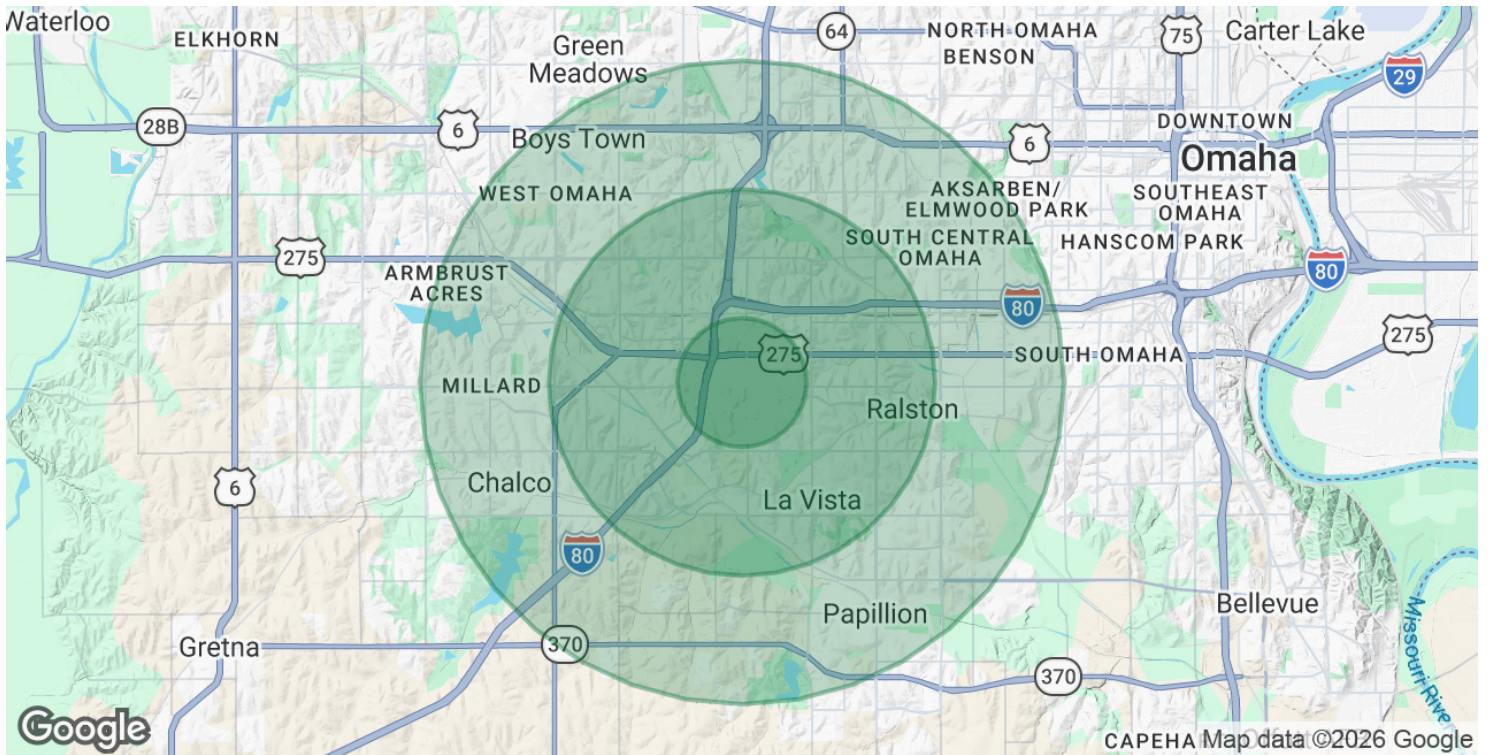 Waterloo
ELKHORN
Green
Meadows
64
NORTH OMAHA
BENSON
75
Carter Lake
29
28B
6
Boys Town
6
DOWNTOWN
Omaha
WEST OMAHA
AKSARBEN/
ELMWOOD PARK
SOUTHEAST
OMAHA
SOUTH CENTRAL
OMAHA
HANSCOM PARK
275
ARMBRUST
ACRES
80
80
275
275
SOUTH OMAHA
MILLARD
Ralston
Chalco
6
La Vista
80
Papillion
Bellevue
Missouri River
Gretna
370
370
Google
CAPEHA
Map data ©2026 Google